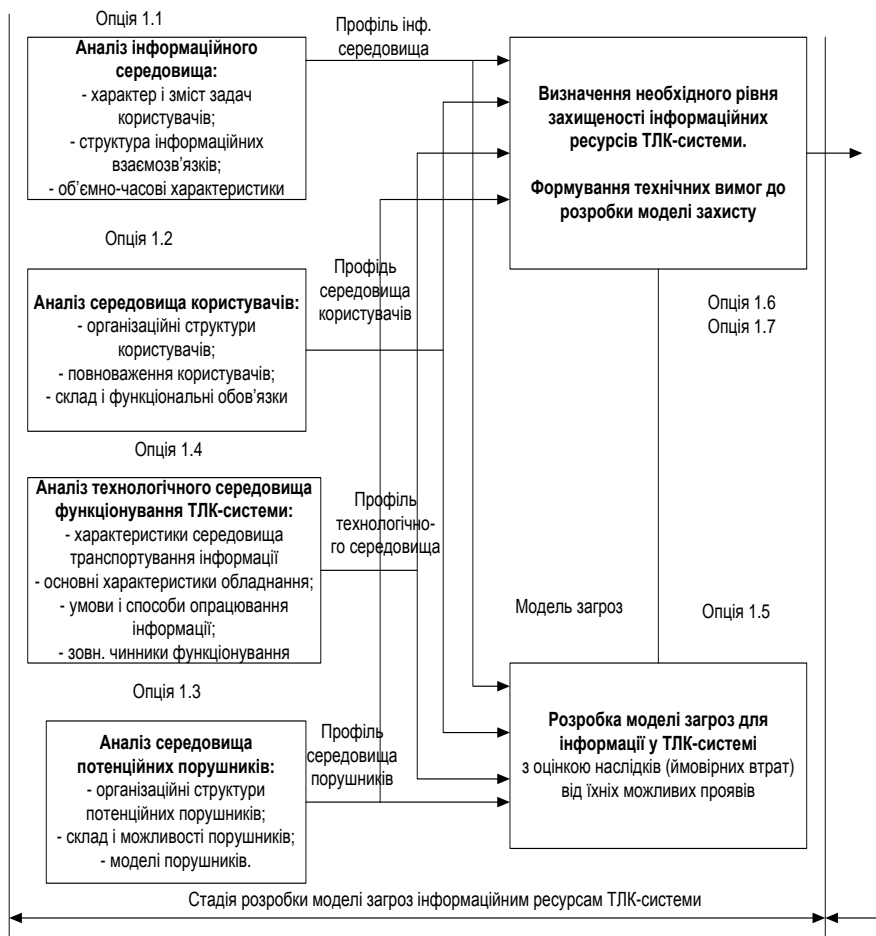 Опція 1.1
Аналіз інформаційного
середовища:
- характер і зміст задач
користувачів;
- структура інформаційних
взаємозв’язків;
- об’ємно-часові характеристики
Профіль інф.
середовища
Визначення необхідного рівня
захищеності інформаційних
ресурсів ТЛК-системи.
Формування технічних вимог до
розробки моделі захисту
Опція 1.2
Аналіз середовища користувачів:
- організаційні структури
користувачів;
- повноваження користувачів;
- склад і функціональні обов’язки
Профідь
середовища
користувачів
Опція 1.6
Опція 1.7
Опція 1.4
Аналіз технологічного середовища
функціонування ТЛК-системи:
- характеристики середовища
транспортування інформації
- основні характеристики обладнання;
- умови і способи опрацювання
інформації;
- зовн. чинники функціонування
Профіль
технологічно-
го середовища
Модель загроз
Опція 1.5
Опція 1.3
Аналіз середовища
потенційних порушників:
- організаційні структури
потенційних порушників;
- склад і можливості порушників;
- моделі порушників.
Профіль
середовища
порушників
Розробка моделі загроз для
інформації у ТЛК-системі
з оцінкою наслідків (ймовірних втрат)
від їхніх можливих проявів
Стадія розробки моделі загроз інформаційним ресурсам ТЛК-системи